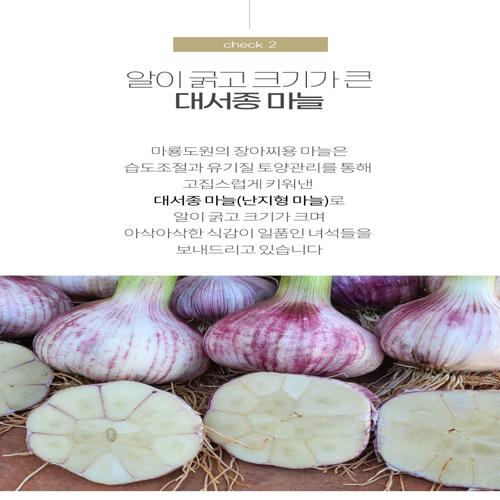 check 2
알이 굵고 크기가 큰
대서종 마늘
마룡도원의 장아찌용 마늘은
습도조절과 유기질 토양관리를 통해
고집스럽게 키워낸
대서종 마늘(난지형 마늘)로
알이 굵고 크기가 크며
아삭아삭한 식감이 일품인 녀석들을
보내드리고 있습니다